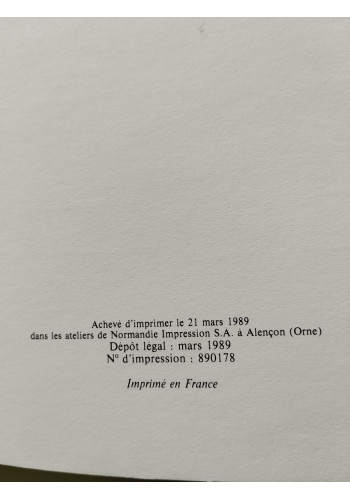 Achevé d'imprimer le 21 mars 1989
dans les ateliers de Normandie Impression S.A. à Alençon (Orne)
Dépôt légal : mars 1989
N° d'impression : 890178
Imprimé en France